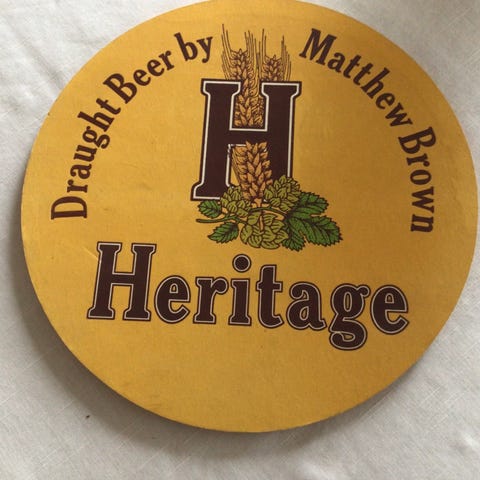 Draught Beer by Matthew Brown
H
Heritage